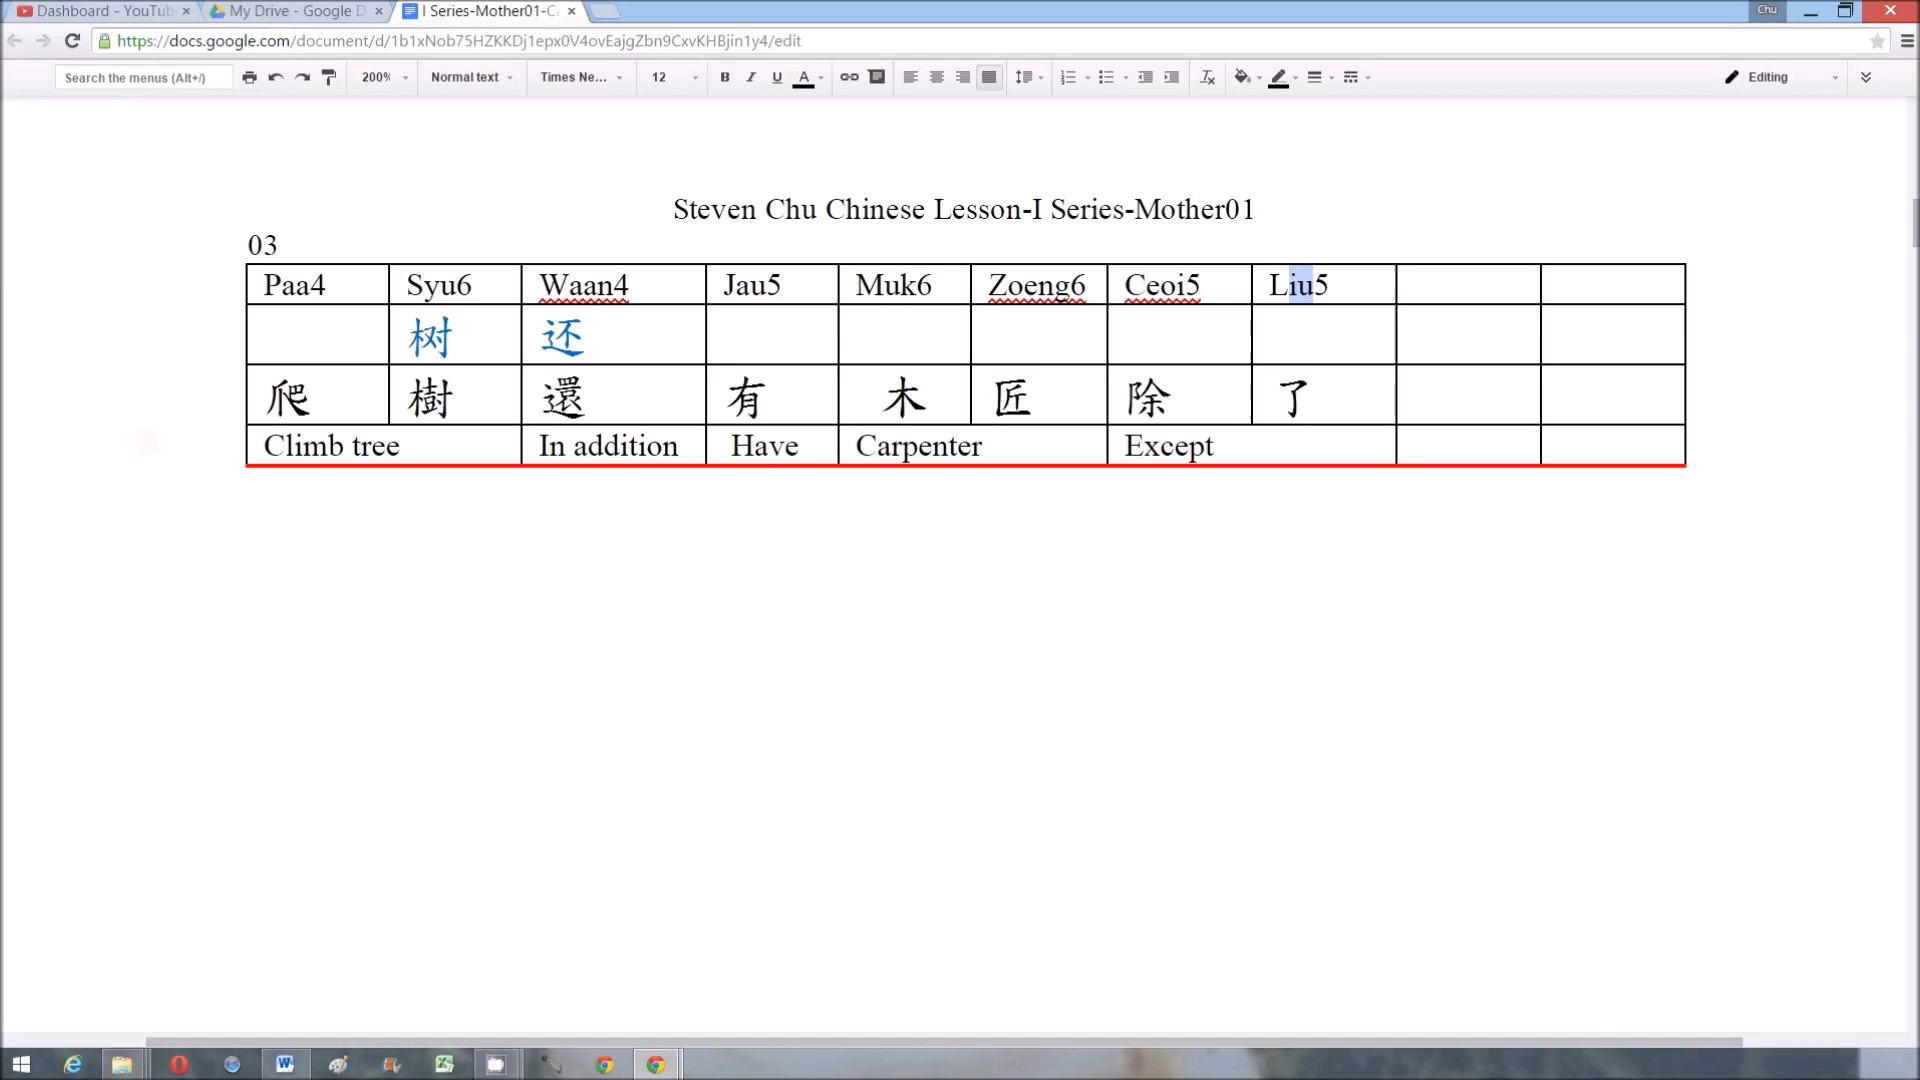 Dashboard - YouTub
My Drive - Google D
I Series-Mother01-C
Chu
https://docs.google.com/document/d/1b1xNob75HZKKDj1epx0V4ovEajgZbn9CxvKHBjin1y4/edit
Search the menus (Alt+/) 200% Normal text Times Ne... 12 B I U A Editing
Steven Chu Chinese Lesson-I Series-Mother01
03
Paa4 Syu6 Waan4 Jau5 Muk6 Zoeng6 Ceoi5 Liu5
树 还
爬 樹 還 有 木 匠 除 了
Climb tree In addition Have Carpenter Except